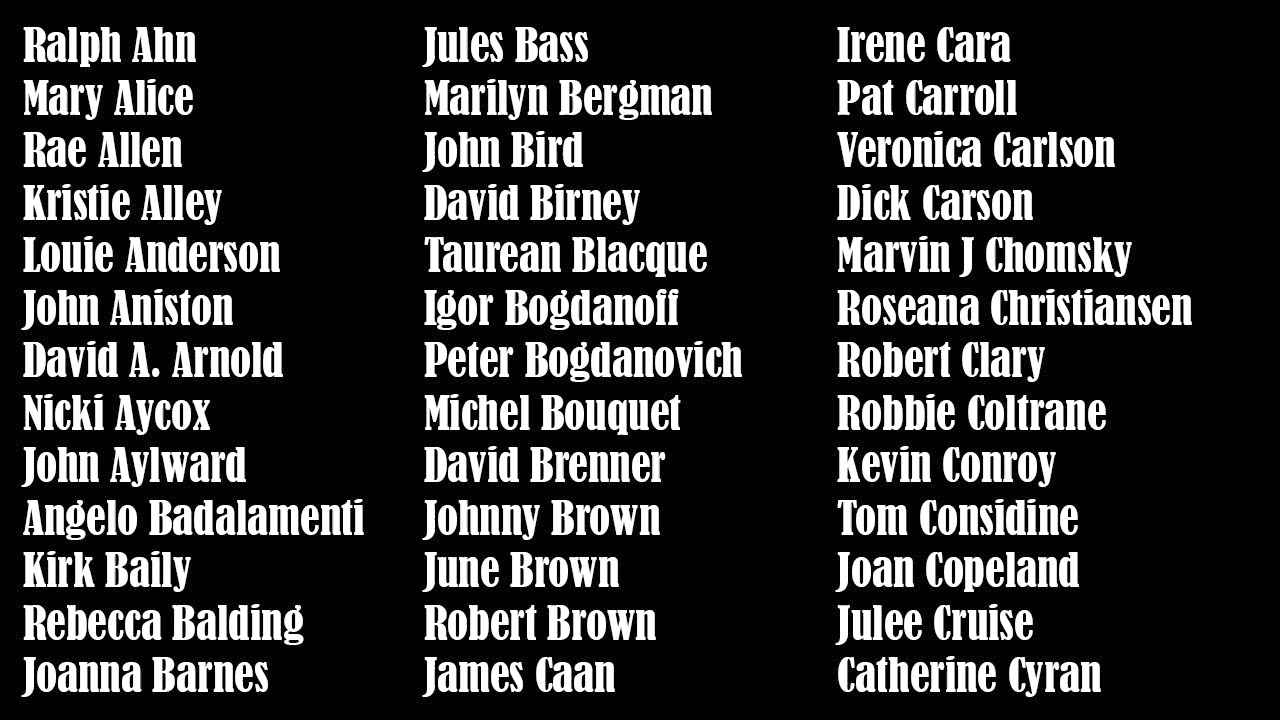 Ralph Ahn
Mary Alice
Rae Allen
Kristie Alley
Louie Anderson
John Aniston
David A. Arnold
Nicki Aycox
John Aylward
Angelo Badalamenti
Kirk Baily
Rebecca Balding
Joanna Barnes
Jules Bass
Marilyn Bergman
John Bird
David Birney
Taurean Blacque
Igor Bogdanoff
Peter Bogdanovich
Michel Bouquet
David Brenner
Johnny Brown
June Brown
Robert Brown
James Caan
Irene Cara
Pat Carroll
Veronica Carlson
Dick Carson
Marvin J Chomsky
Roseana Christiansen
Robert Clary
Robbie Coltrane
Kevin Conroy
Tom Considine
Joan Copeland
Julee Cruise
Catherine Cyran